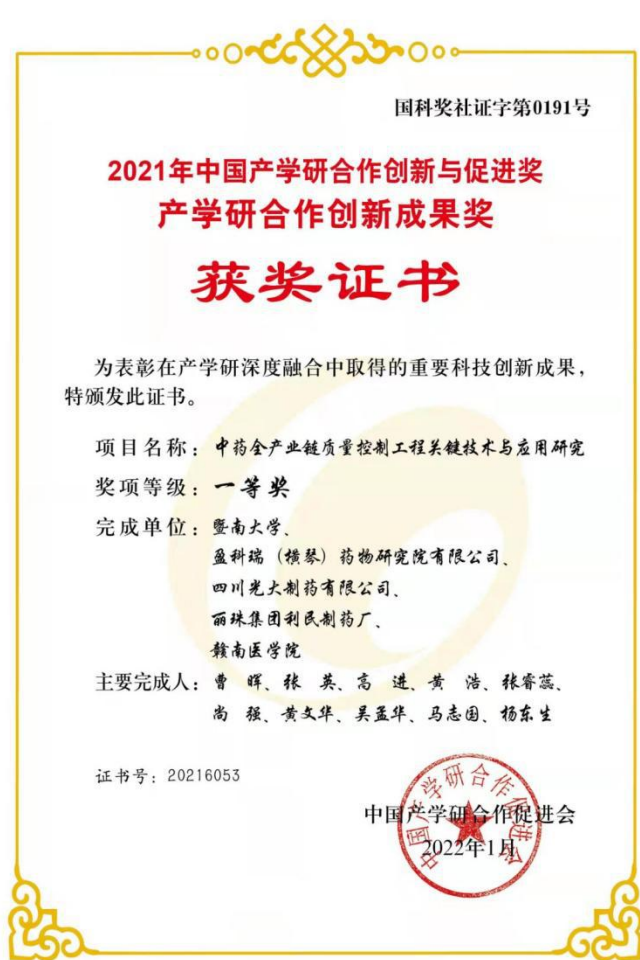 国科奖社证字第0191号
2021年中国产学研合作创新与促进奖
产学研合作创新成果奖
获奖证书
为表彰在产学研深度融合中取得的重要科技创新成果，
特颁发此证书。
项目名称：中药全产业链质量控制工程关键技术与应用研究
奖项等级：一等奖
完成单位：暨南大学、
盈科瑞（横琴）药物研究院有限公司、
四川光大制药有限公司、
丽珠集团利民制药厂、
赣南医学院
主要完成人：曹 晖、张 英、高 进、黄 浩、张睿蕊、
尚 强、黄文华、吴孟华、马志国、杨东生
证书号：20216053
中国产学研合作促进会
中国产学研合作促进会
2022年1月